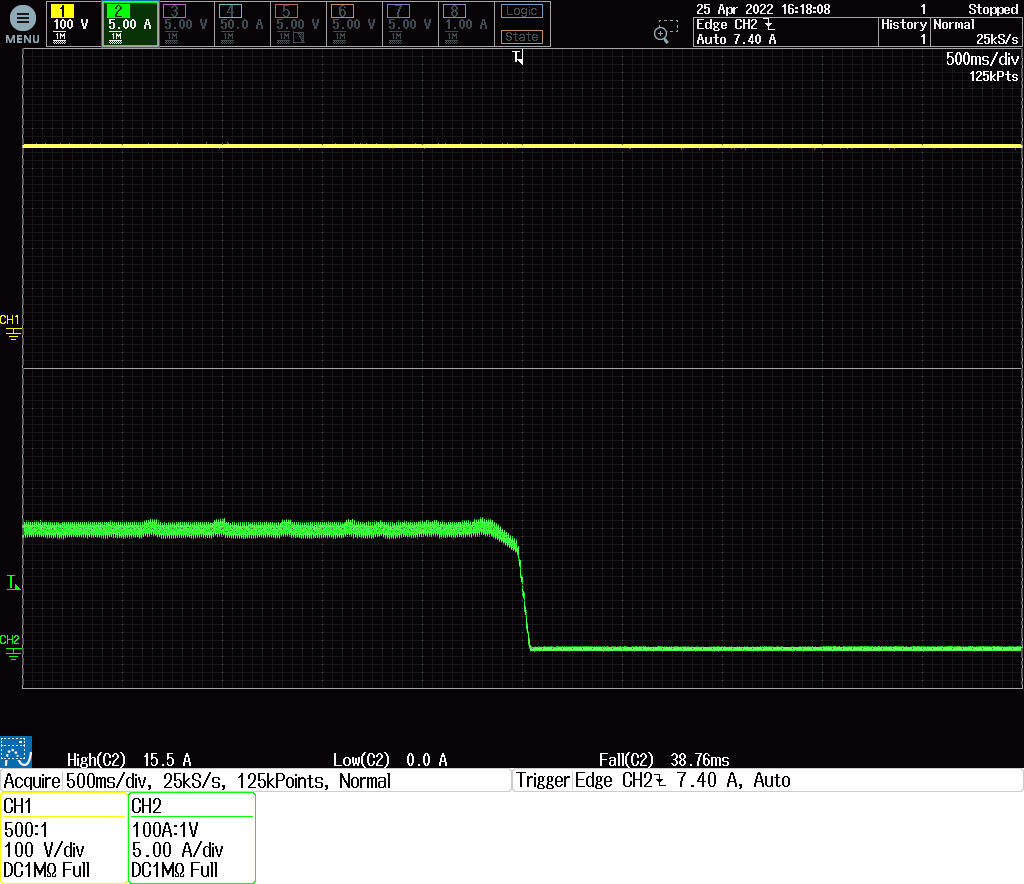 MENU
1 100 V 1M
2 5.00 A 1M
3 5.00 V 1M
4 50.0 A 1M
5 5.00 V 1M
6 50.0 V 1M
7 5.00 V 1M
8 1.00 A 1M
Logic
State
25 Apr 2022 16:18:08 1 Stopped
Edge CH2
Auto 7.40 A
History
1
Normal
25kS/s
T
500ms/div
125kPts
CH1
T
CH2
High(C2) 15.5 A Low(C2) 0.0 A Fall(C2) 38.76ms
Acquire 500ms/div, 25kS/s, 125kPoints, Normal
Trigger Edge CH2 7.40 A, Auto
CH1
500:1
100 V/div
DC1MΩ Full
CH2
100A:1V
5.00 A/div
DC1MΩ Full